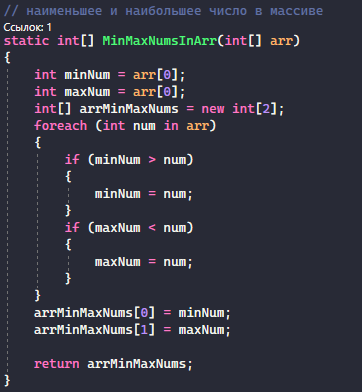 // наименьшее и наибольшее число в массиве
Ссылок: 1
static int[] MinMaxNumsInArr(int[] arr)
{
    int minNum = arr[0];
    int maxNum = arr[0];
    int[] arrMinMaxNums = new int[2];
    foreach (int num in arr)
    {
        if (minNum > num)
        {
            minNum = num;
        }
        if (maxNum < num)
        {
            maxNum = num;
        }
    }
    arrMinMaxNums[0] = minNum;
    arrMinMaxNums[1] = maxNum;

    return arrMinMaxNums;
}